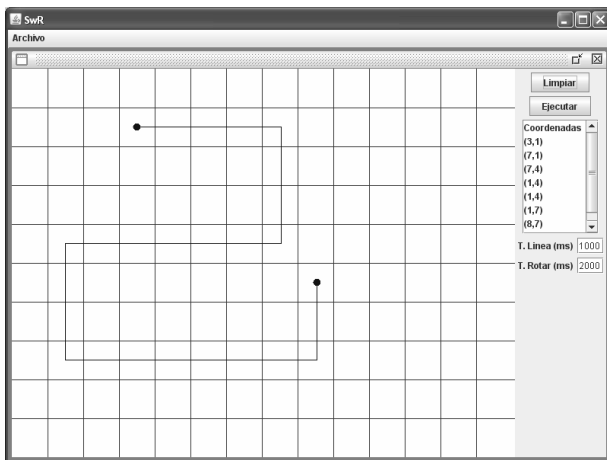 SwR
Archivo
Limpiar
Ejecutar
Coordenadas
(3,1)
(7,1)
(7,4)
(1,4)
(1,4)
(1,7)
(8,7)
T. Linea (ms) 1000
T. Rotar (ms) 2000